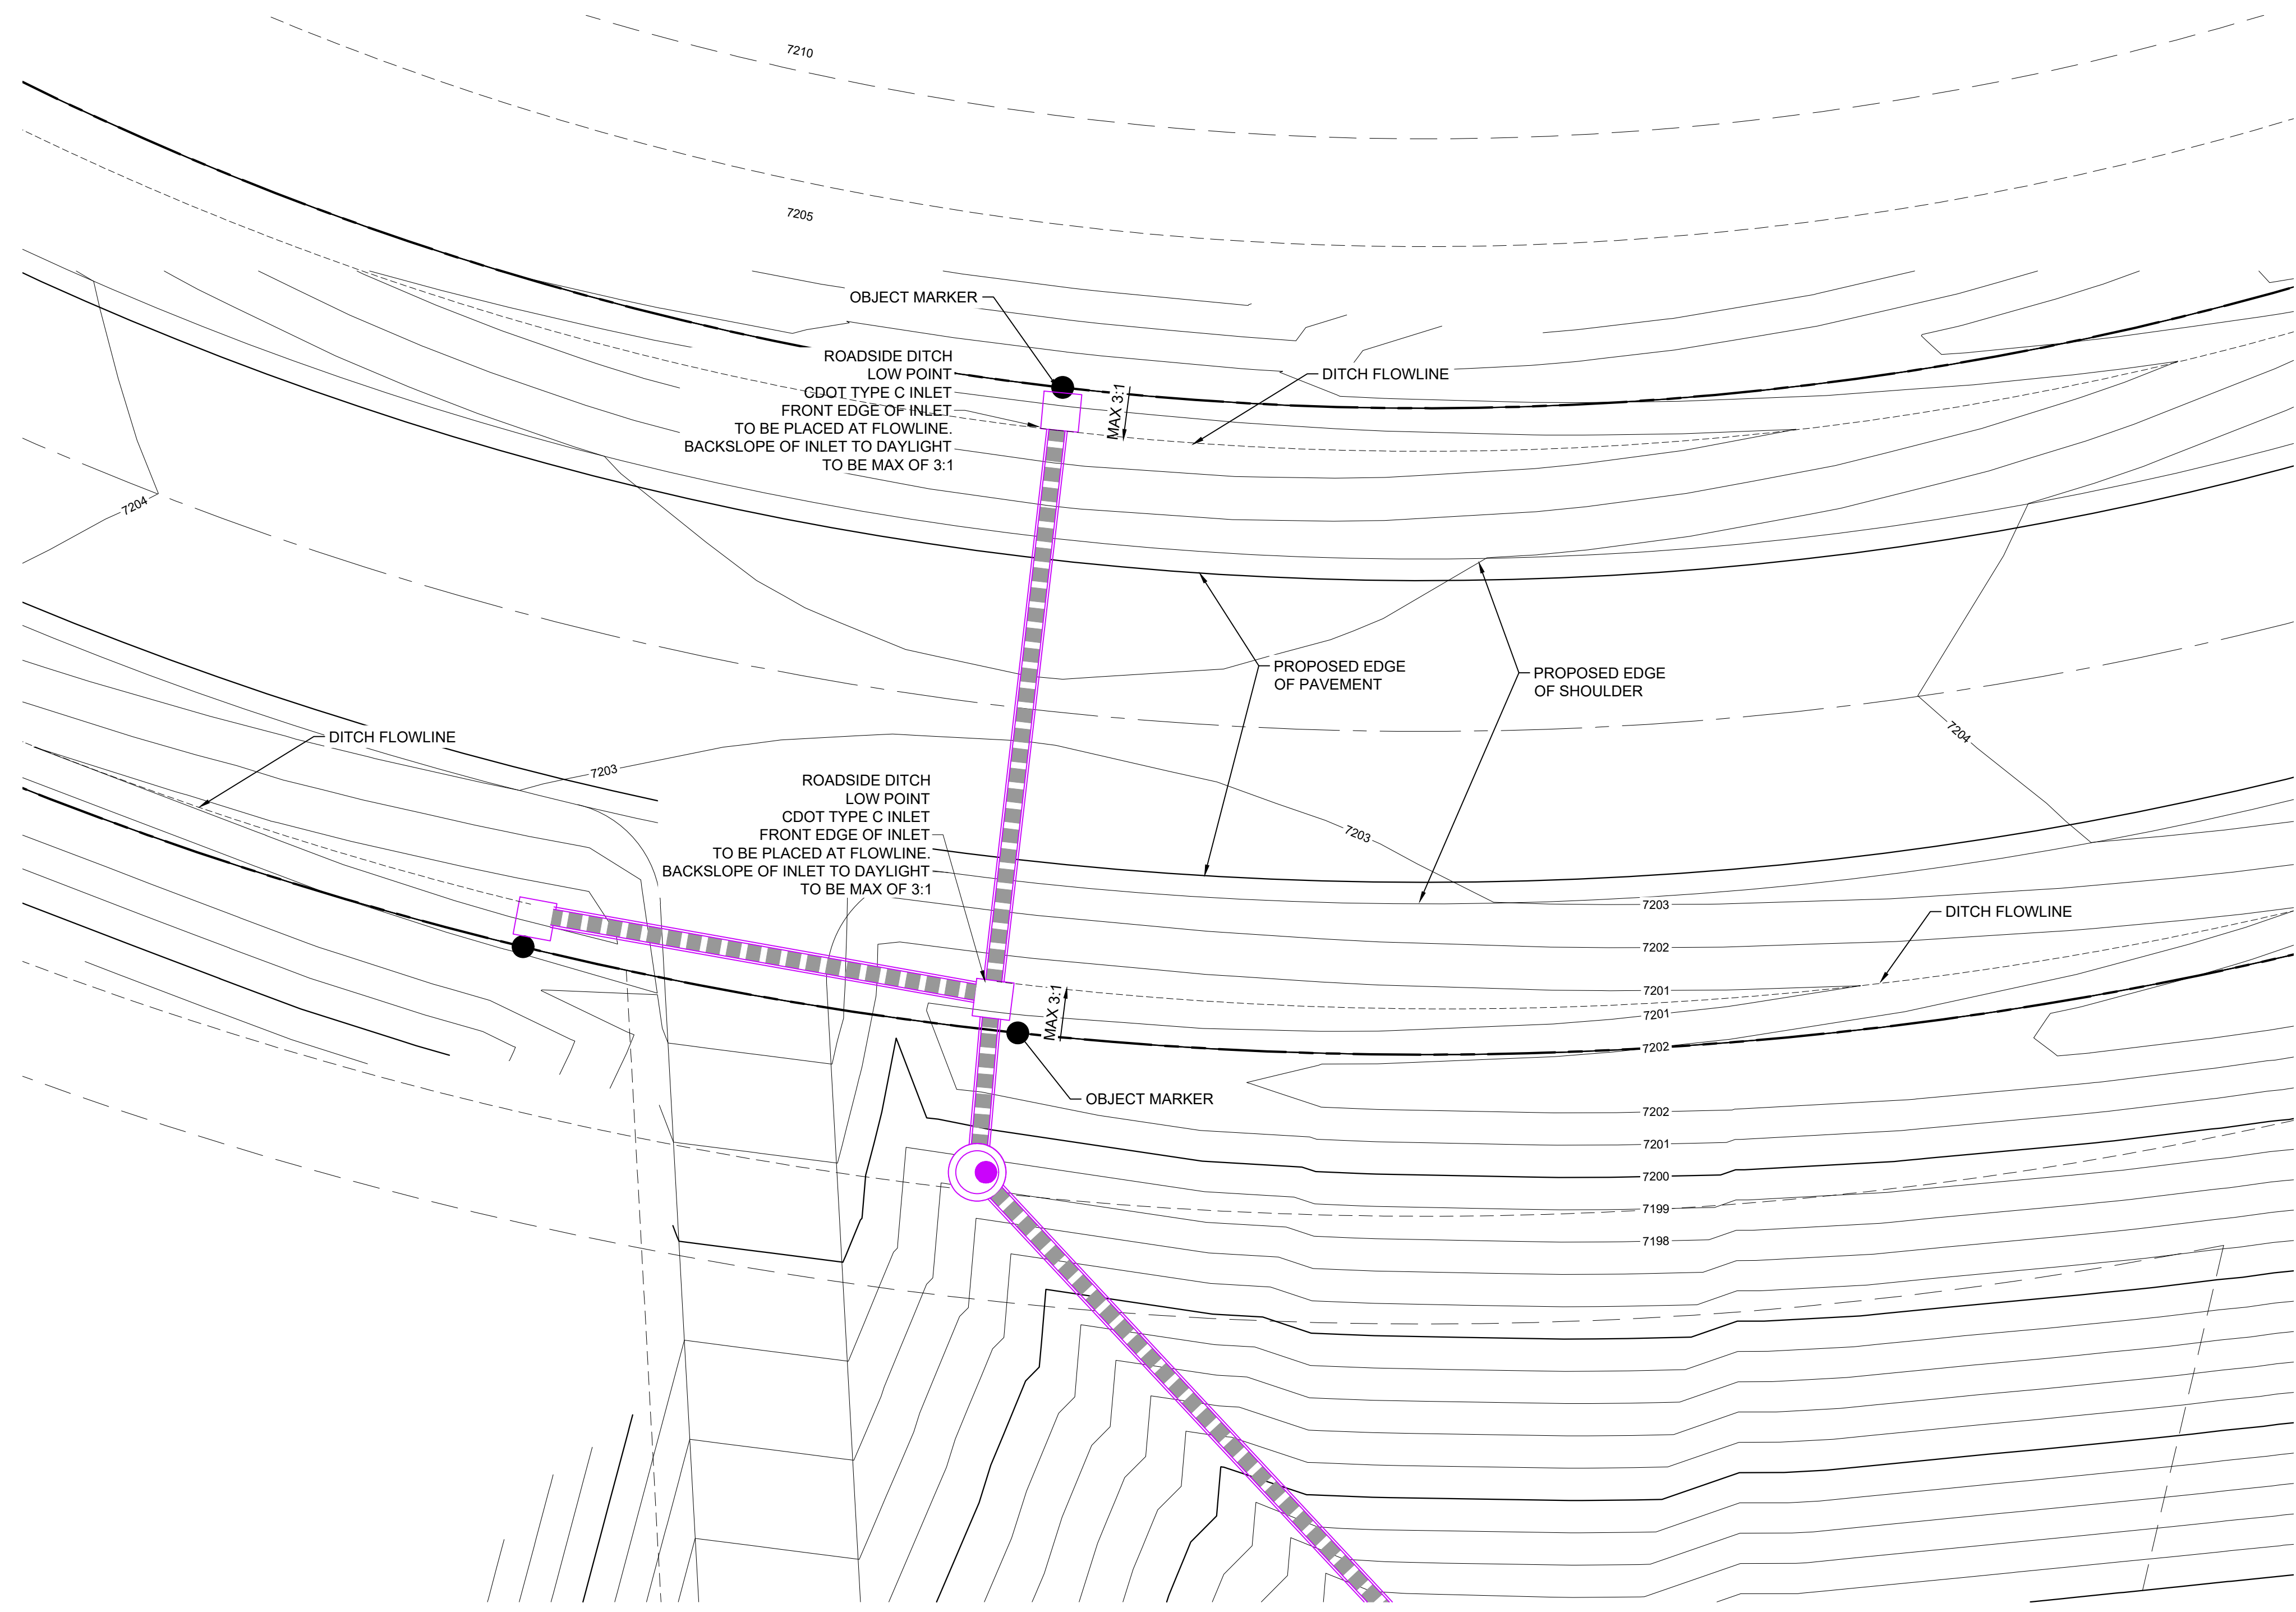 7210
7205
OBJECT MARKER
ROADSIDE DITCH
LOW POINT
CDOT TYPE C INLET
FRONT EDGE OF INLET
TO BE PLACED AT FLOWLINE.
BACKSLOPE OF INLET TO DAYLIGHT
TO BE MAX OF 3:1
MAX 3:1
DITCH FLOWLINE
7204
PROPOSED EDGE
OF PAVEMENT
PROPOSED EDGE
OF SHOULDER
7204
DITCH FLOWLINE
7203
ROADSIDE DITCH
LOW POINT
CDOT TYPE C INLET
FRONT EDGE OF INLET
TO BE PLACED AT FLOWLINE.
BACKSLOPE OF INLET TO DAYLIGHT
TO BE MAX OF 3:1
7203
7203
DITCH FLOWLINE
7202
7201
MAX 3:1
7201
7202
OBJECT MARKER
7202
7201
7200
7199
7198